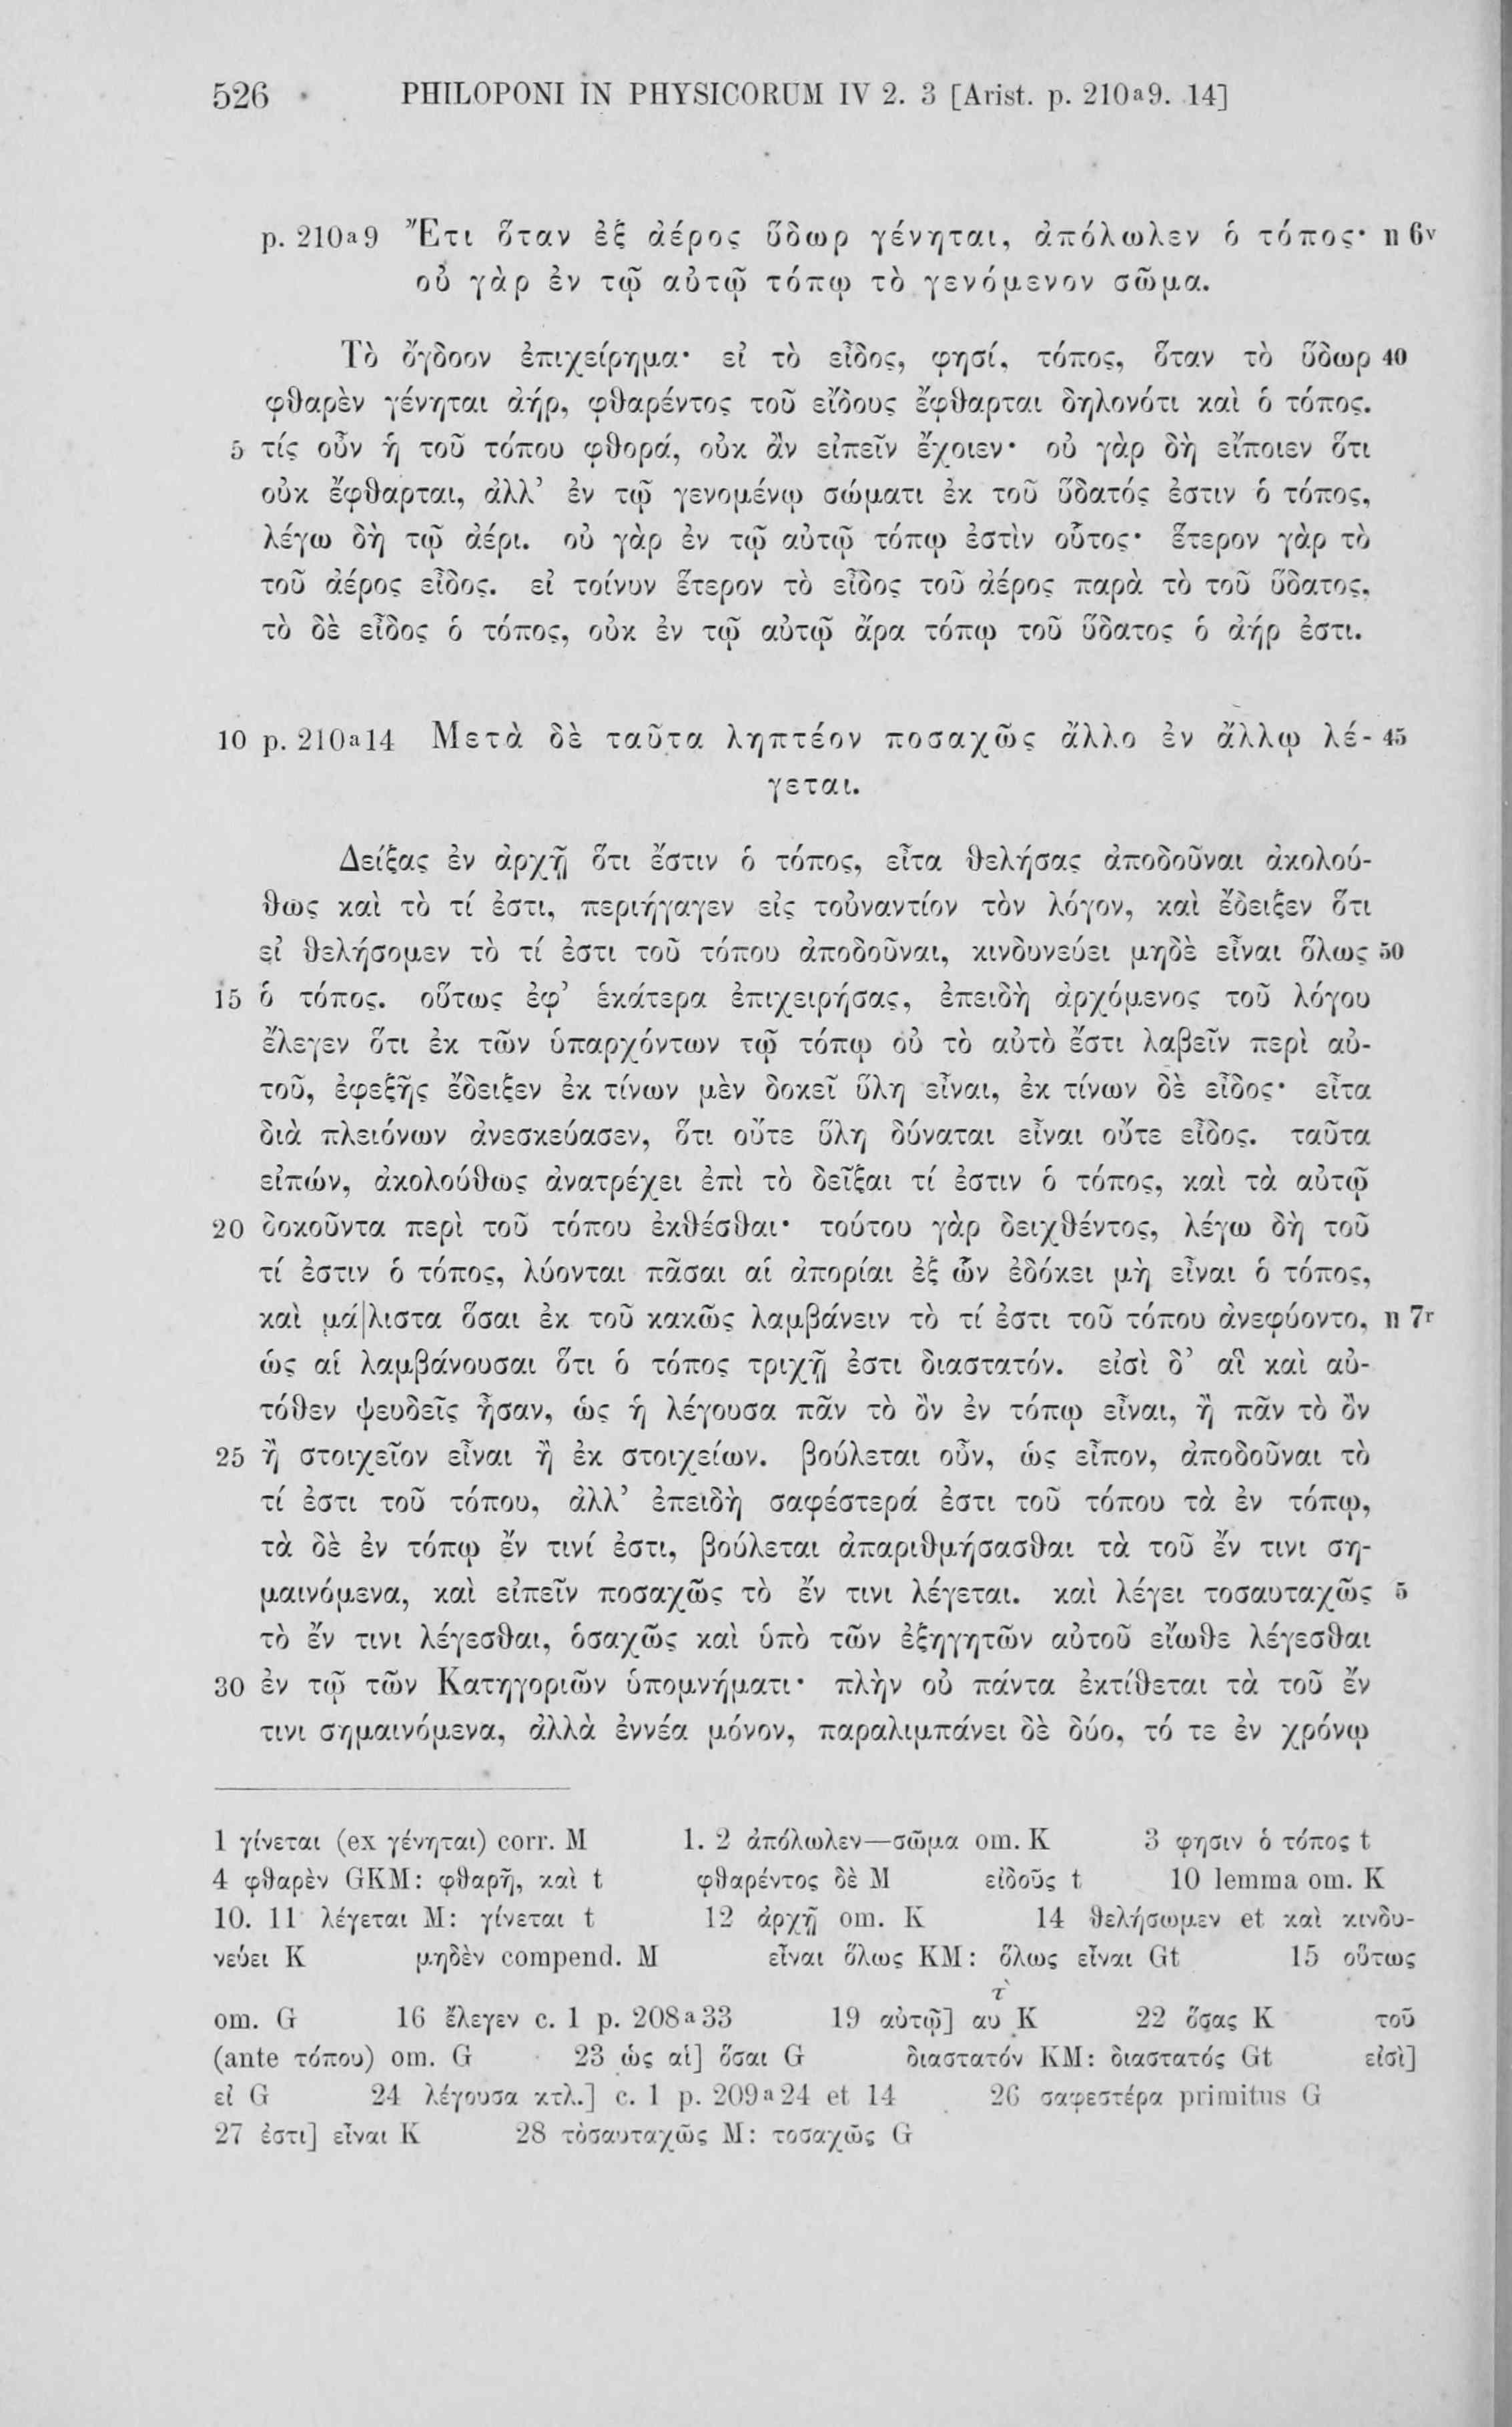 526 PHILOPONI IN PHYSICORUM IV 2. 3 [Arist. p. 210a9. 14]
p. 210a9 Ἔτι ὅταν ἐξ ἀέρος ὕδωρ γένηται, ἀπόλωλεν ὁ τόπος· n 6v
οὐ γὰρ ἐν τῷ αὐτῷ τόπῳ τὸ γενόμενον σῶμα.
Τὸ ὄγδοον ἐπιχείρημα· εἰ τὸ εἶδος, φησί, τόπος, ὅταν τὸ ὕδωρ 40
φθαρὲν γένηται ἀήρ, φθαρέντος τοῦ εἴδους ἔφθαρται δηλονότι καὶ ὁ τόπος.
5 τίς οὖν ἡ τοῦ τόπου φθορά, οὐκ ἂν εἰπεῖν ἔχοιεν· οὐ γὰρ δὴ εἴποιεν ὅτι
οὐκ ἔφθαρται, ἀλλ' ἐν τῷ γενομένῳ σώματι ἐκ τοῦ ὕδατός ἐστιν ὁ τόπος,
λέγω δὴ τῷ ἀέρι. οὐ γὰρ ἐν τῷ αὐτῷ τόπῳ ἐστὶν οὗτος· ἕτερον γὰρ τὸ
τοῦ ἀέρος εἶδος. εἰ τοίνυν ἕτερον τὸ εἶδος τοῦ ἀέρος παρὰ τὸ τοῦ ὕδατος,
τὸ δὲ εἶδος ὁ τόπος, οὐκ ἐν τῷ αὐτῷ ἄρα τόπῳ τοῦ ὕδατος ὁ ἀήρ ἐστι.
10 p. 210a14 Μετὰ δὲ ταῦτα ληπτέον ποσαχῶς ἄλλο ἐν ἄλλῳ λέ- 45
γεται.
Δείξας ἐν ἀρχῇ ὅτι ἔστιν ὁ τόπος, εἶτα θελήσας ἀποδοῦναι ἀκολού-
θως καὶ τὸ τί ἐστι, περιήγαγεν εἰς τοὐναντίον τὸν λόγον, καὶ ἔδειξεν ὅτι
εἰ θελήσομεν τὸ τί ἐστι τοῦ τόπου ἀποδοῦναι, κινδυνεύει μηδὲ εἶναι ὅλως 50
15 ὁ τόπος. οὕτως ἐφ' ἑκάτερα ἐπιχειρήσας, ἐπειδὴ ἀρχόμενος τοῦ λόγου
ἔλεγεν ὅτι ἐκ τῶν ὑπαρχόντων τῷ τόπῳ οὐ τὸ αὐτὸ ἔστι λαβεῖν περὶ αὐ-
τοῦ, ἐφεξῆς ἔδειξεν ἐκ τίνων μὲν δοκεῖ ὕλη εἶναι, ἐκ τίνων δὲ εἶδος· εἶτα
διὰ πλειόνων ἀνεσκεύασεν, ὅτι οὔτε ὕλη δύναται εἶναι οὔτε εἶδος. ταῦτα
εἰπών, ἀκολούθως ἀνατρέχει ἐπὶ τὸ δεῖξαι τί ἐστιν ὁ τόπος, καὶ τὰ αὐτῷ
20 δοκοῦντα περὶ τοῦ τόπου ἐκθέσθαι· τούτου γὰρ δειχθέντος, λέγω δὴ τοῦ
τί ἐστιν ὁ τόπος, λύονται πᾶσαι αἱ ἀπορίαι ἐξ ὧν ἐδόκει μὴ εἶναι ὁ τόπος,
καὶ μά|λιστα ὅσαι ἐκ τοῦ κακῶς λαμβάνειν τὸ τί ἐστι τοῦ τόπου ἀνεφύοντο, n 7r
ὡς αἱ λαμβάνουσαι ὅτι ὁ τόπος τριχῇ ἐστι διαστατόν. εἰσὶ δ' αἳ καὶ αὐ-
τόθεν ψευδεῖς ἦσαν, ὡς ἡ λέγουσα πᾶν τὸ ὂν ἐν τόπῳ εἶναι, ἢ πᾶν τὸ ὂν
25 ἢ στοιχεῖον εἶναι ἢ ἐκ στοιχείων. βούλεται οὖν, ὡς εἶπον, ἀποδοῦναι τὸ
τί ἐστι τοῦ τόπου, ἀλλ' ἐπειδὴ σαφέστερά ἐστι τοῦ τόπου τὰ ἐν τόπῳ,
τὰ δὲ ἐν τόπῳ ἔν τινί ἐστι, βούλεται ἀπαριθμήσασθαι τὰ τοῦ ἔν τινι ση-
μαινόμενα, καὶ εἰπεῖν ποσαχῶς τὸ ἔν τινι λέγεται. καὶ λέγει τοσαυταχῶς 5
τὸ ἔν τινι λέγεσθαι, ὁσαχῶς καὶ ὑπὸ τῶν ἐξηγητῶν αὐτοῦ εἴωθε λέγεσθαι
30 ἐν τῷ τῶν Κατηγοριῶν ὑπομνήματι· πλὴν οὐ πάντα ἐκτίθεται τὰ τοῦ ἔν
τινι σημαινόμενα, ἀλλὰ ἐννέα μόνον, παραλιμπάνει δὲ δύο, τό τε ἐν χρόνῳ
1 γίνεται (ex γένηται) corr. M 1. 2 ἀπόλωλεν—σῶμα om. K 3 φησιν ὁ τόπος t
4 φθαρὲν GKM: φθαρῆ, καὶ t φθαρέντος δὲ M εἰδοῦς t 10 lemma om. K
10. 11 λέγεται M: γίνεται t 12 ἀρχῇ om. K 14 θελήσωμεν et καὶ κινδυ-
νεύει K μηδὲν compend. M εἶναι ὅλως KM: ὅλως εἶναι Gt 15 οὕτως
om. G 16 ἔλεγεν c. 1 p. 208a33 19 αὐτῷ] αυτ̀ K 22 ὅσας K τοῦ
(ante τόπου) om. G 23 ὡς αἱ] ὅσαι G διαστατόν KM: διαστατός Gt εἰσὶ]
εἰ G 24 λέγουσα κτλ.] c. 1 p. 209a24 et 14 26 σαφεστέρα primitus G
27 ἐστι] εἶναι K 28 τὸσαυταχῶς M: τοσαχῶς G